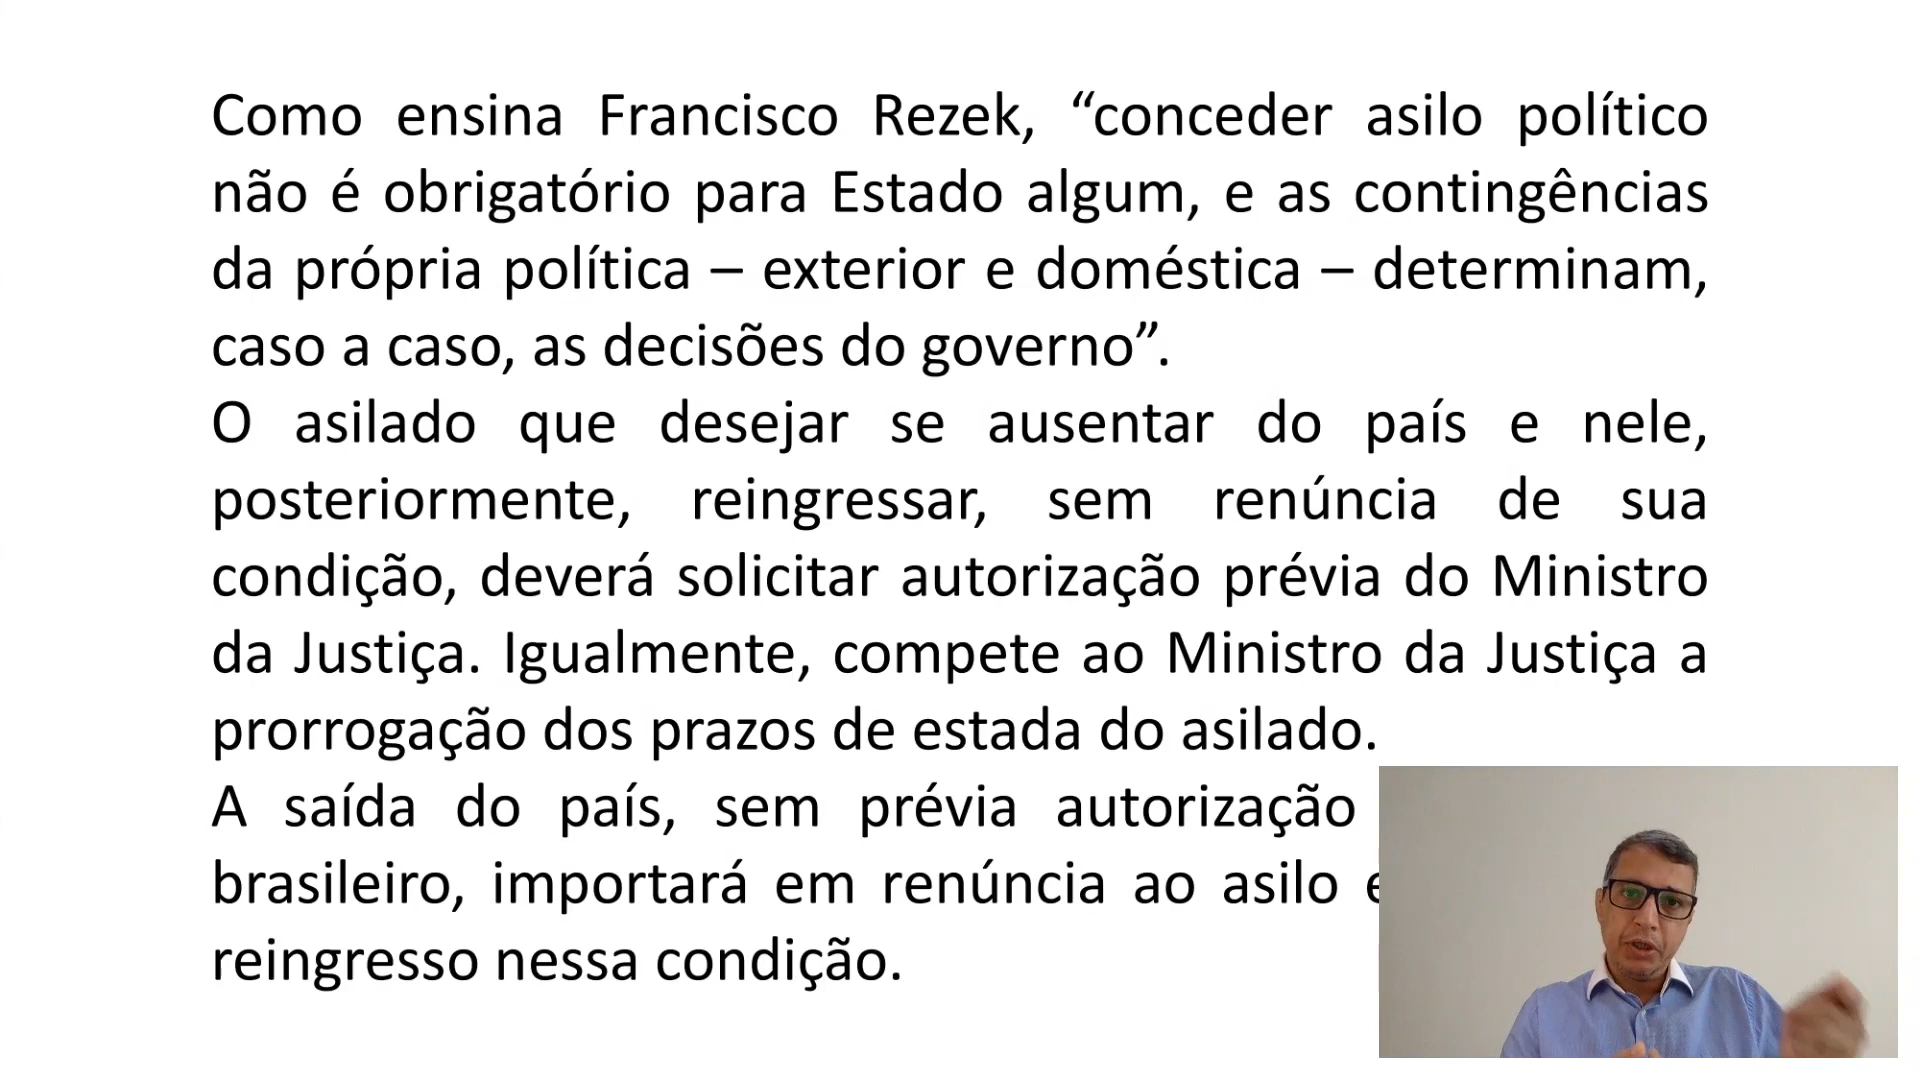 Como ensina Francisco Rezek, “conceder asilo político
não é obrigatório para Estado algum, e as contingências
da própria política – exterior e doméstica – determinam,
caso a caso, as decisões do governo”.
O asilado que desejar se ausentar do país e nele,
posteriormente, reingressar, sem renúncia de sua
condição, deverá solicitar autorização prévia do Ministro
da Justiça. Igualmente, compete ao Ministro da Justiça a
prorrogação dos prazos de estada do asilado.
A saída do país, sem prévia autorização
brasileiro, importará em renúncia ao asilo
reingresso nessa condição.